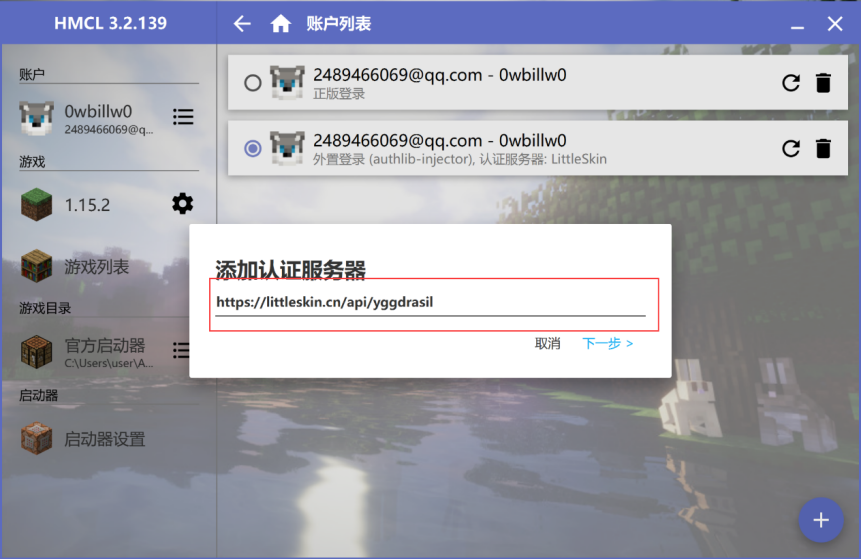 HMCL 3.2.139
账户列表
账户
0wbillw0
2489466069@q...
游戏
1.15.2
游戏列表
游戏目录
官方启动器
C:\Users\user\A...
启动器
启动器设置
2489466069@qq.com - 0wbillw0
正版登录
2489466069@qq.com - 0wbillw0
外置登录 (authlib-injector), 认证服务器: LittleSkin
添加认证服务器
https://littleskin.cn/api/yggdrasil
取消 下一步 >